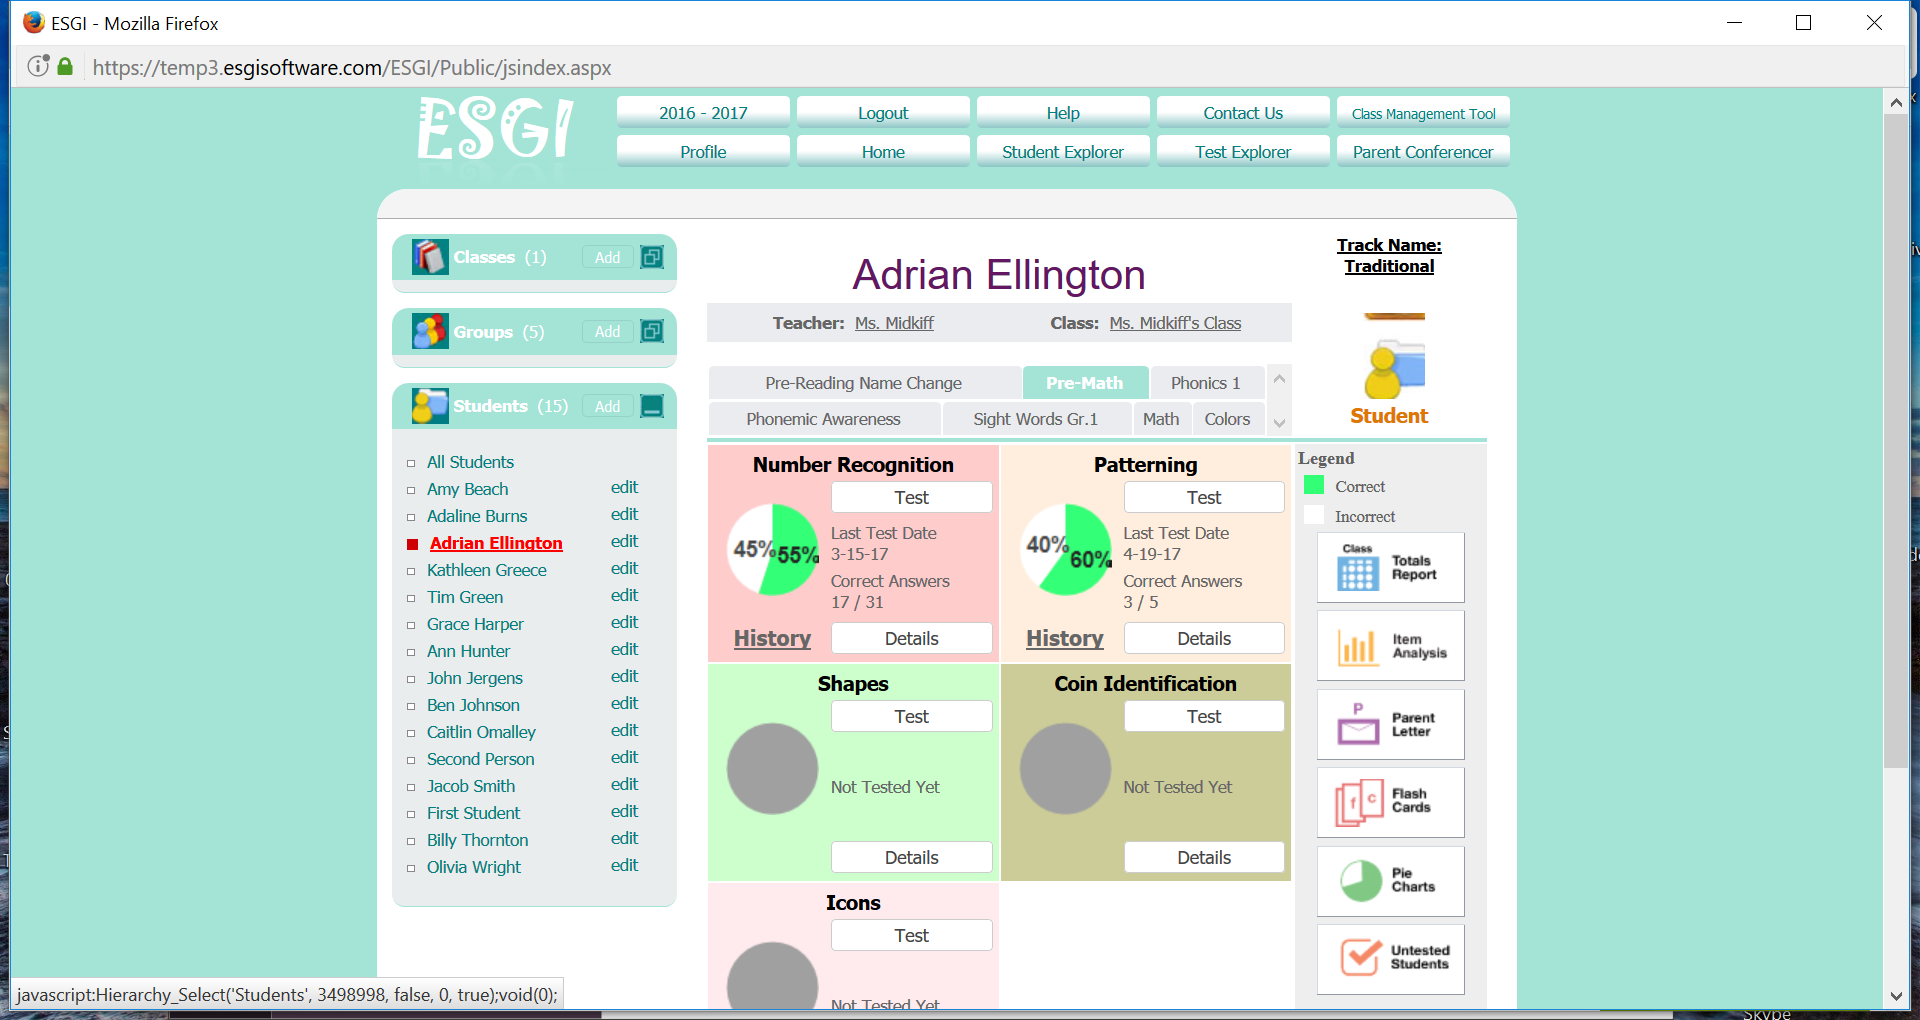 ESGI - Mozilla Firefox
https://temp3.esgisoftware.com/ESGI/Public/jsindex.aspx
ESGI
2016 - 2017
Logout
Help
Contact Us
Class Management Tool
Profile
Home
Student Explorer
Test Explorer
Parent Conferencer
Classes (1)
Add
Groups (5)
Add
Students (15)
Add
All Students
Amy Beach edit
Adaline Burns edit
Adrian Ellington edit
Kathleen Greece edit
Tim Green edit
Grace Harper edit
Ann Hunter edit
John Jergens edit
Ben Johnson edit
Caitlin Omalley edit
Second Person edit
Jacob Smith edit
First Student edit
Billy Thornton edit
Olivia Wright edit
Adrian Ellington
Teacher: Ms. Midkiff Class: Ms. Midkiff's Class
Track Name:
Traditional
Student
Pre-Reading Name Change
Pre-Math
Phonics 1
Phonemic Awareness
Sight Words Gr.1
Math
Colors
Number Recognition
Test
45%
55%
Last Test Date
3-15-17
Correct Answers
17 / 31
History
Details
Patterning
Test
40%
60%
Last Test Date
4-19-17
Correct Answers
3 / 5
History
Details
Shapes
Test
Not Tested Yet
Details
Coin Identification
Test
Not Tested Yet
Details
Icons
Test
Not Tested Yet
Legend
Correct
Incorrect
Class
Totals
Report
Item
Analysis
P
Parent
Letter
f c
Flash
Cards
Pie
Charts
Untested
Students
javascript:Hierarchy_Select('Students', 3498998, false, 0, true);void(0);
Skype